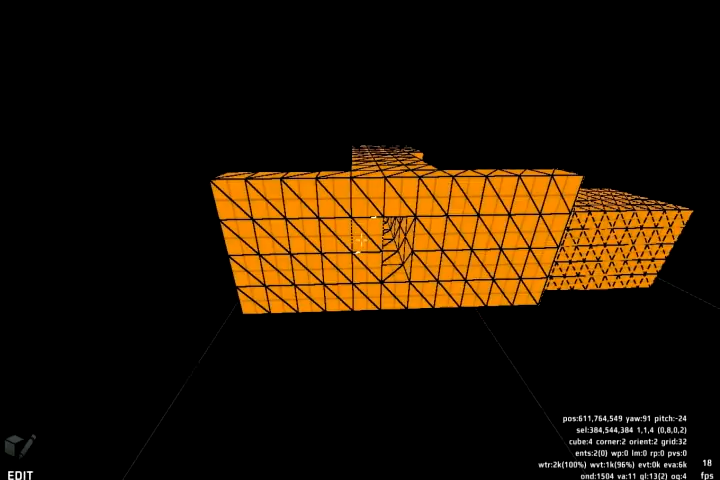 pos:611,764,549 yaw:91 pitch:-24
sel:384,544,384 1,1,4 (0,8,0,2)
cube:4 corner:2 orient:2 grid:32
ents:2(0) wp:0 lm:0 rp:0 pvs:0
wtr:2k(100%) wvt:1k(96%) evt:0k eva:6k
ond:1504 va:11 gl:13(2) oq:4
18
fps
EDIT